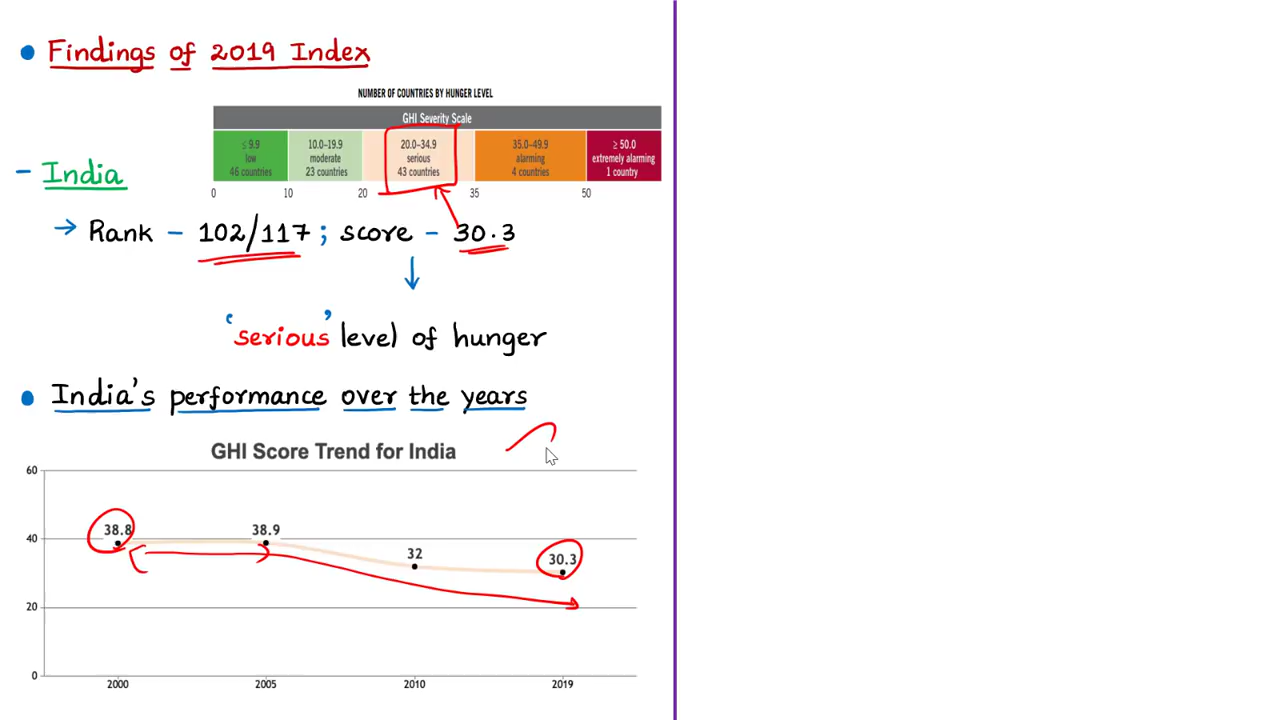 • Findings of 2019 Index
NUMBER OF COUNTRIES BY HUNGER LEVEL
GHI Severity Scale
≤ 9.9 10.0–19.9 20.0–34.9 35.0–49.9 ≥ 50.0
low moderate serious alarming extremely alarming
46 countries 23 countries 43 countries 4 countries 1 country
0 10 20 35 50
- India
→ Rank - 102/117 ; score - 30.3
'serious' level of hunger
• India's performance over the years
GHI Score Trend for India
60
38.8 38.9 32 30.3
40
20
0
2000 2005 2010 2019